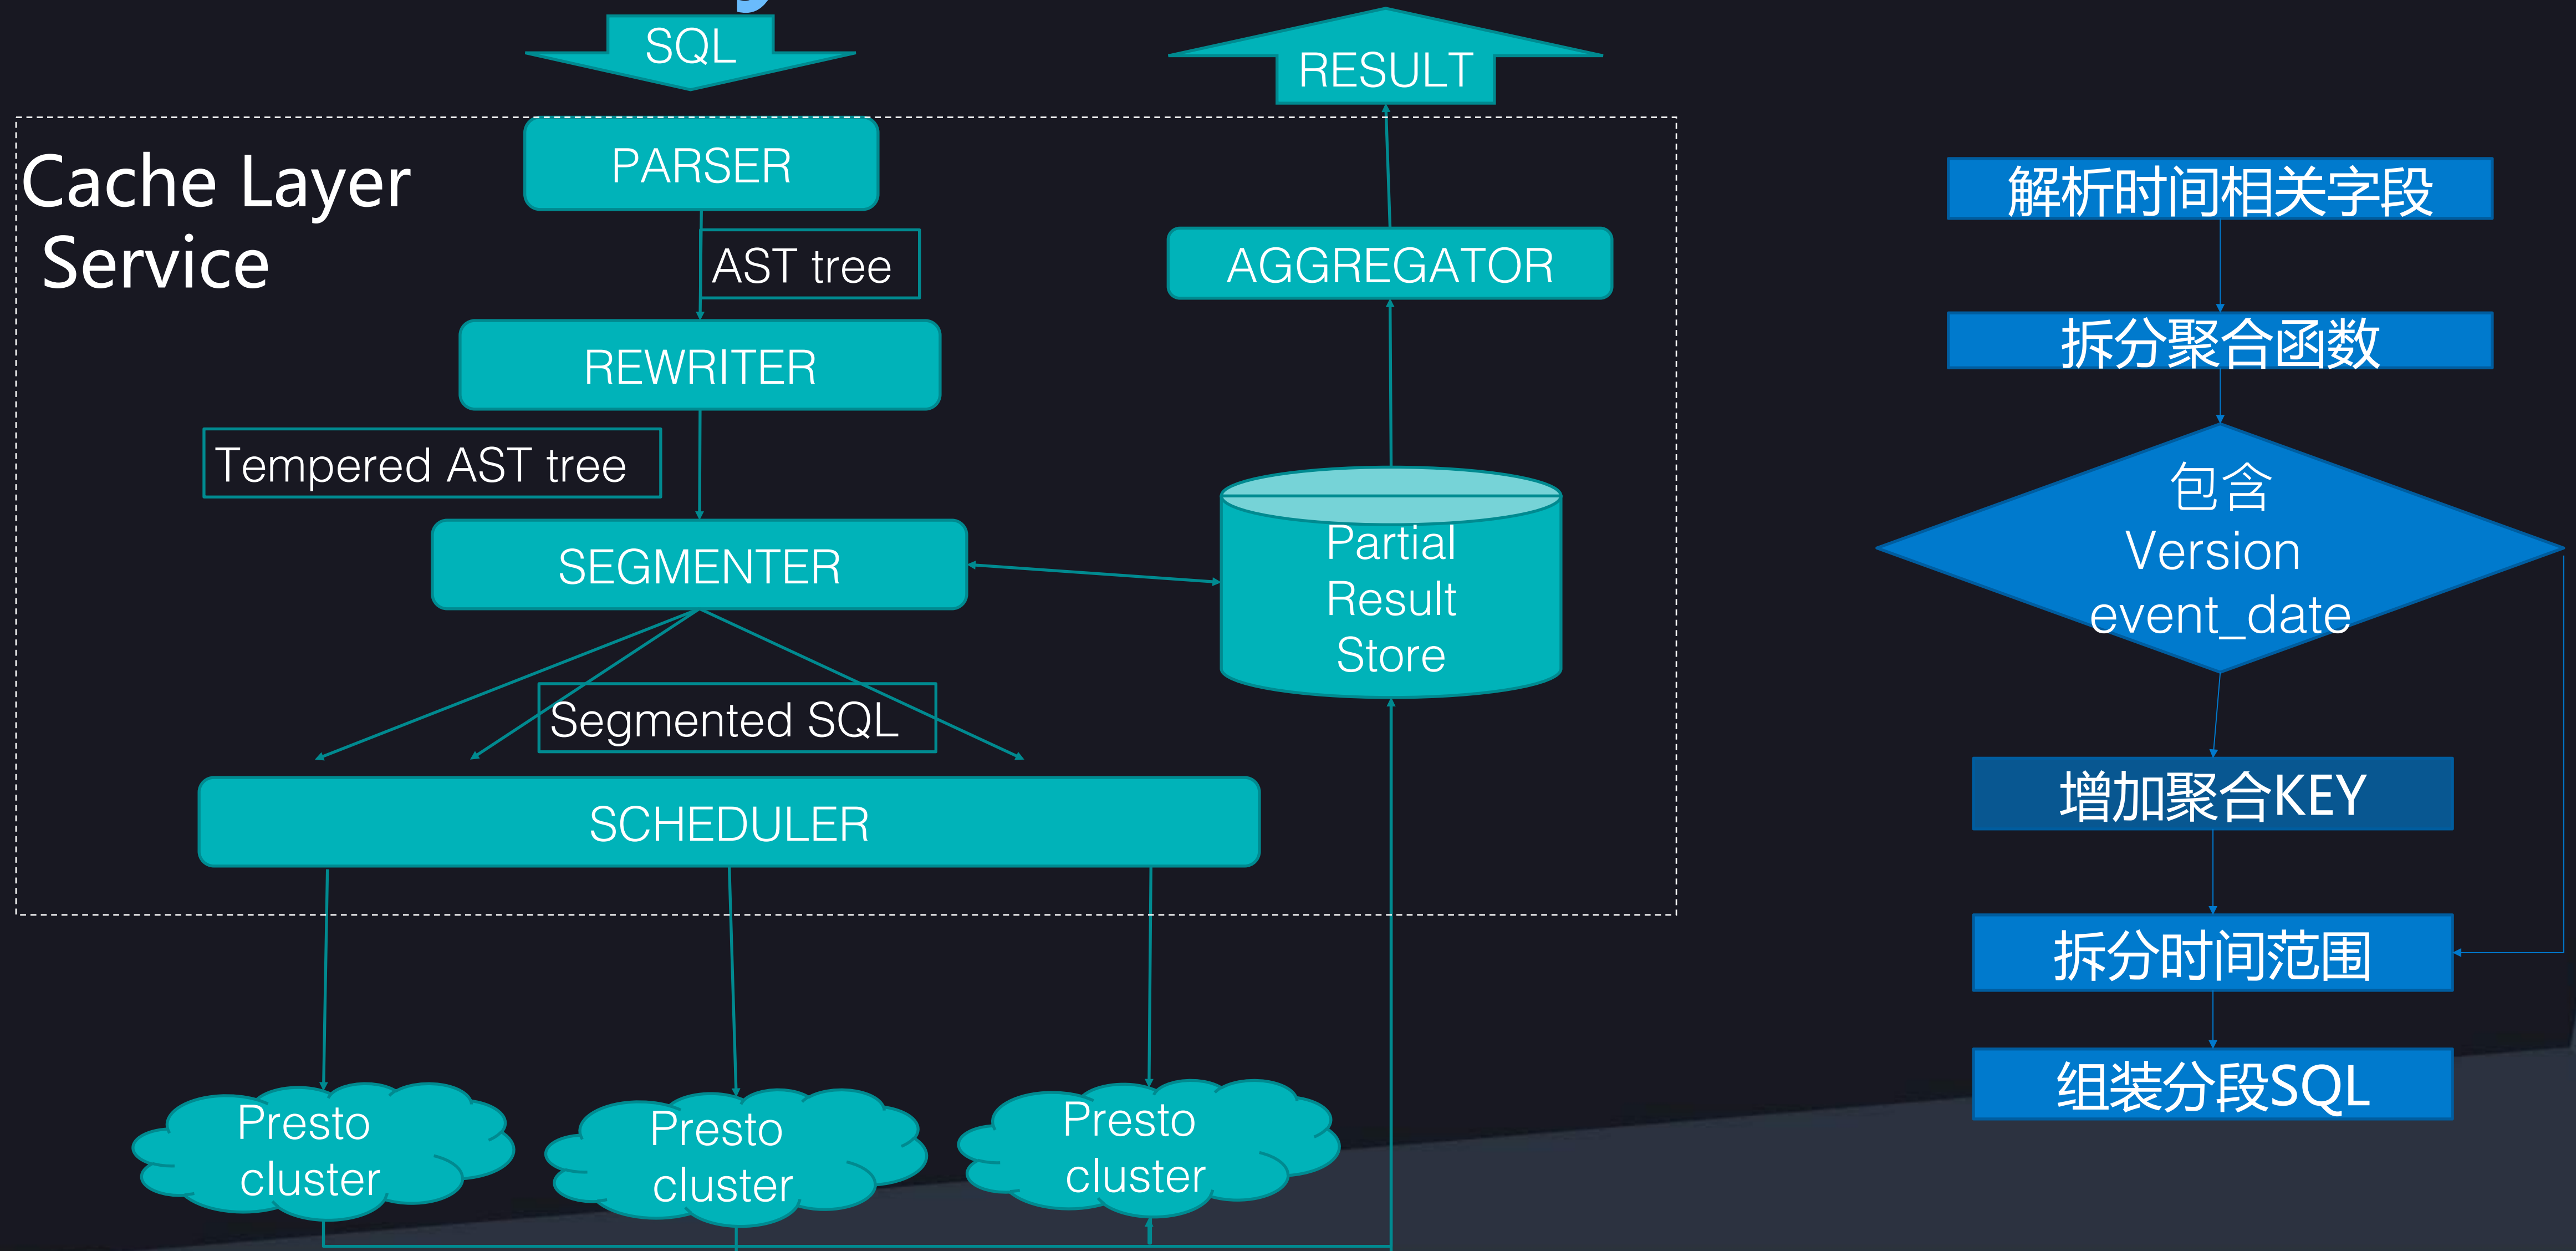 SQL
RESULT
Cache Layer
Service
PARSER
AST tree
AGGREGATOR
REWRITER
Tempered AST tree
SEGMENTER
Partial
Result
Store
Segmented SQL
SCHEDULER
Presto
cluster
Presto
cluster
Presto
cluster
解析时间相关字段
拆分聚合函数
包含
Version
event_date
增加聚合KEY
拆分时间范围
组装分段SQL